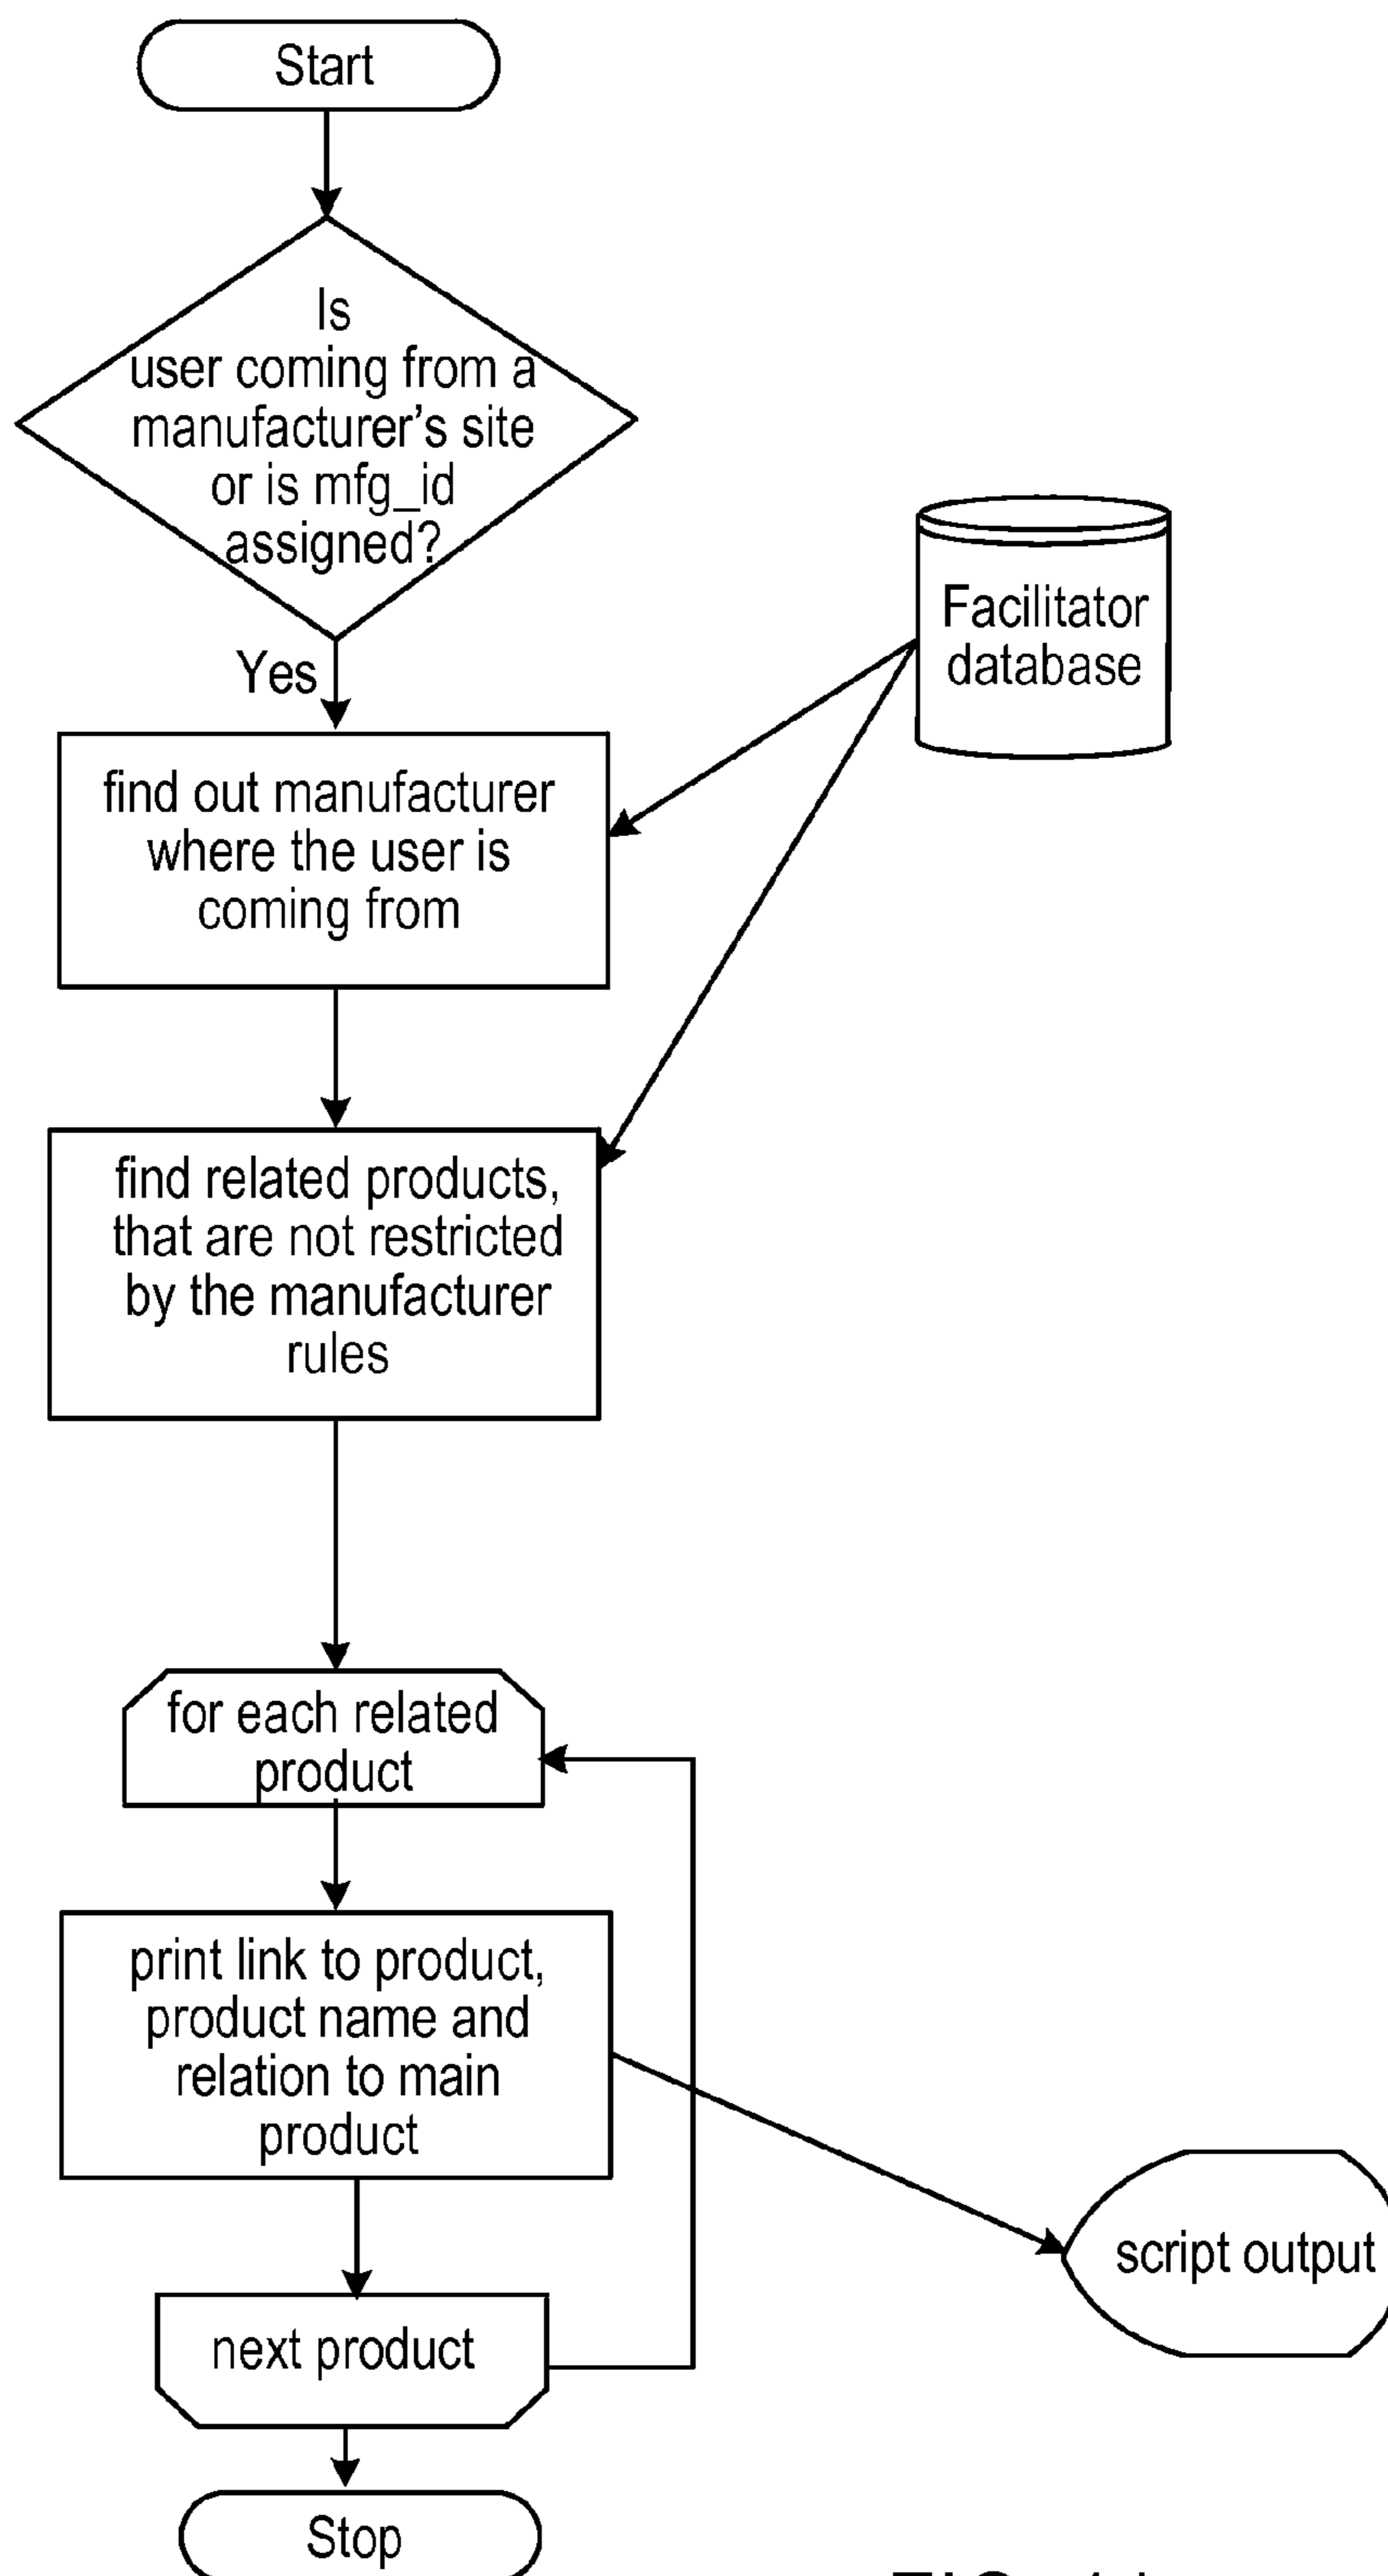 Start
Is
user coming from a
manufacturer's site
or is mfg_id
assigned?
Yes
Facilitator
database
find out manufacturer
where the user is
coming from
find related products,
that are not restricted
by the manufacturer
rules
for each related
product
print link to product,
product name and
relation to main
product
script output
next product
Stop